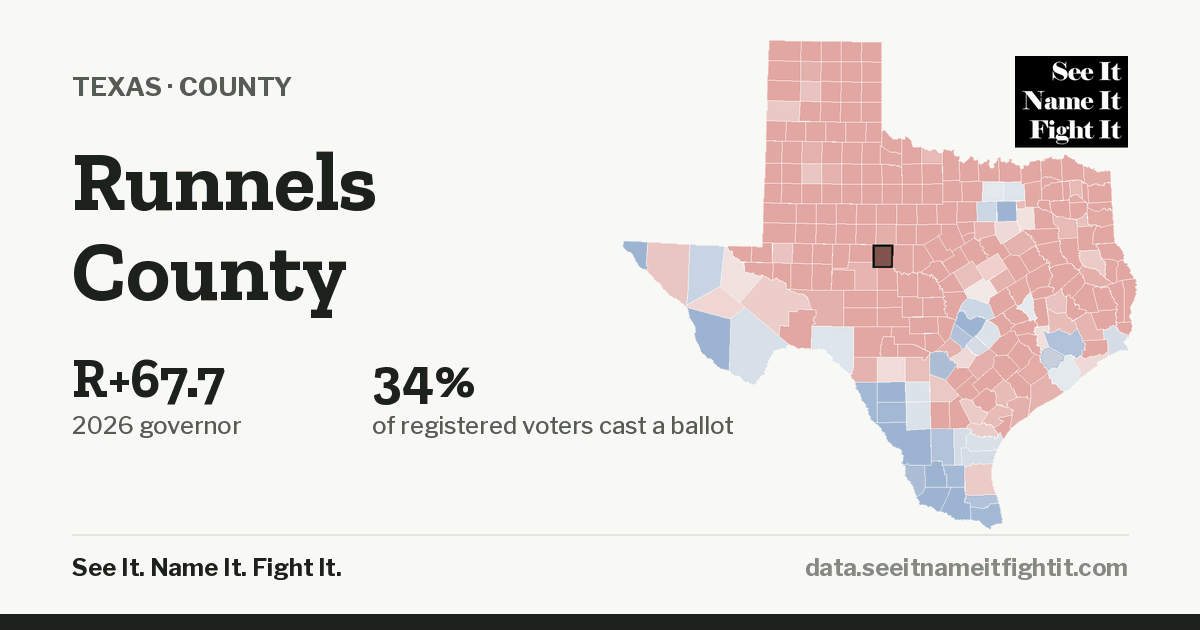 TEXAS · COUNTY
Runnels
County
R+67.7
2026 governor
34%
of registered voters cast a ballot
See It
Name It
Fight It
See It. Name It. Fight It.
data.seeitnameitfightit.com